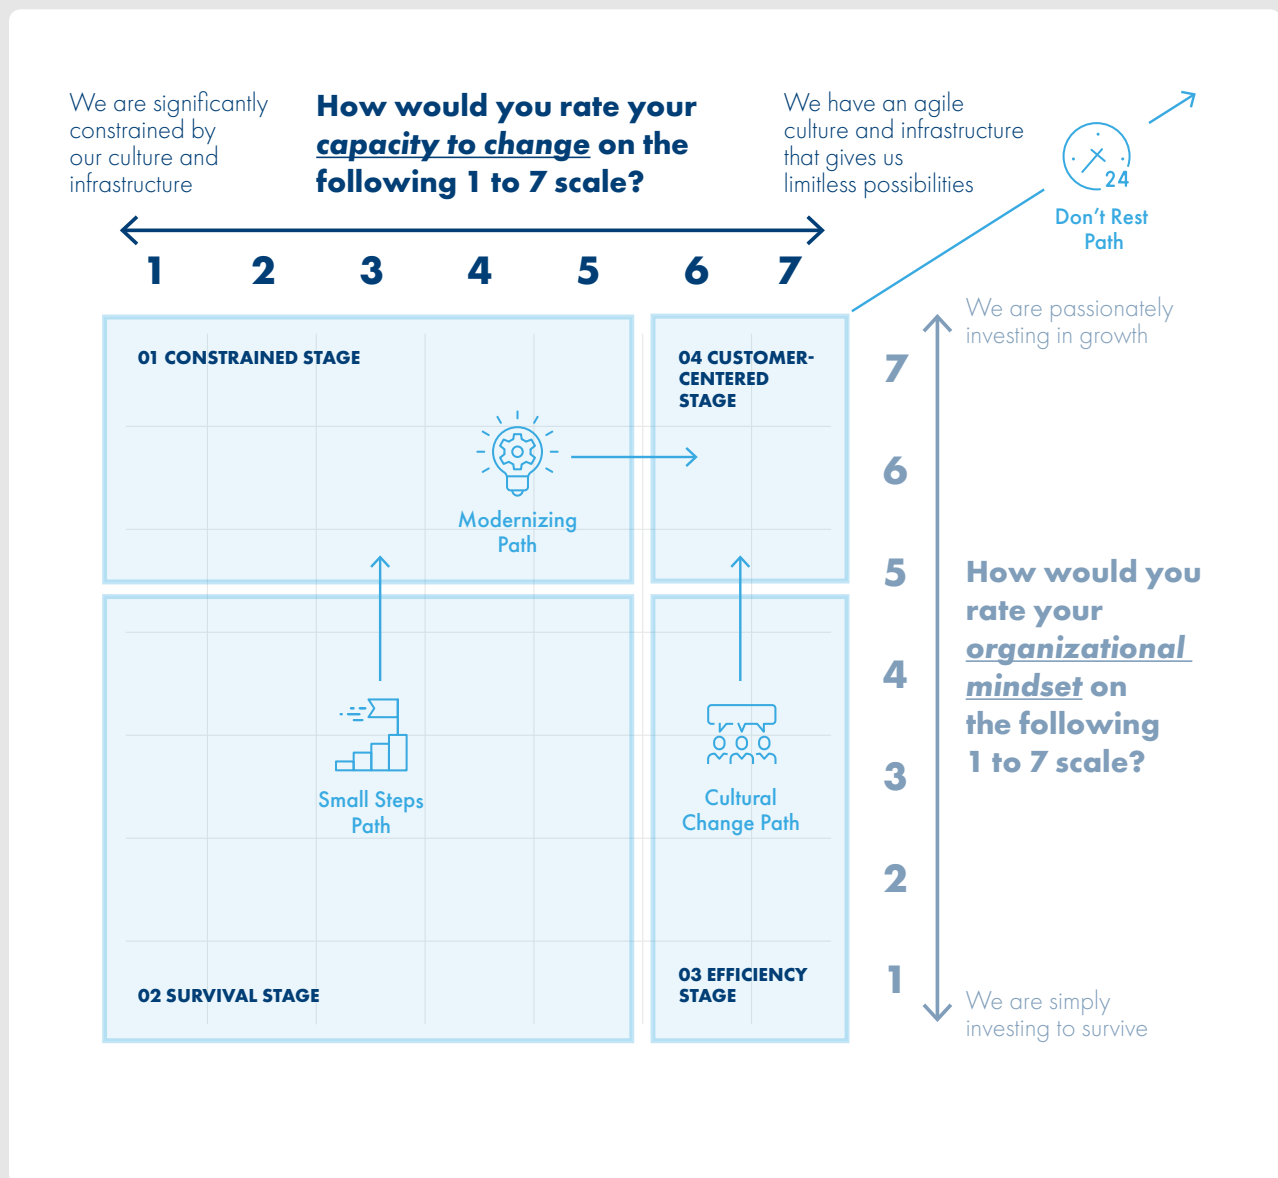 We are significantly
constrained by
our culture and
infrastructure
How would you rate your
capacity to change on the
following 1 to 7 scale?
We have an agile
culture and infrastructure
that gives us
limitless possibilities
24
Don't Rest
Path
1 2 3 4 5 6 7
We are passionately
investing in growth
01 CONSTRAINED STAGE
04 CUSTOMER-
CENTERED
STAGE
Modernizing
Path
Small Steps
Path
Cultural
Change Path
02 SURVIVAL STAGE
03 EFFICIENCY
STAGE
7
6
5
4
3
2
1
How would you
rate your
organizational
mindset on
the following
1 to 7 scale?
We are simply
investing to survive